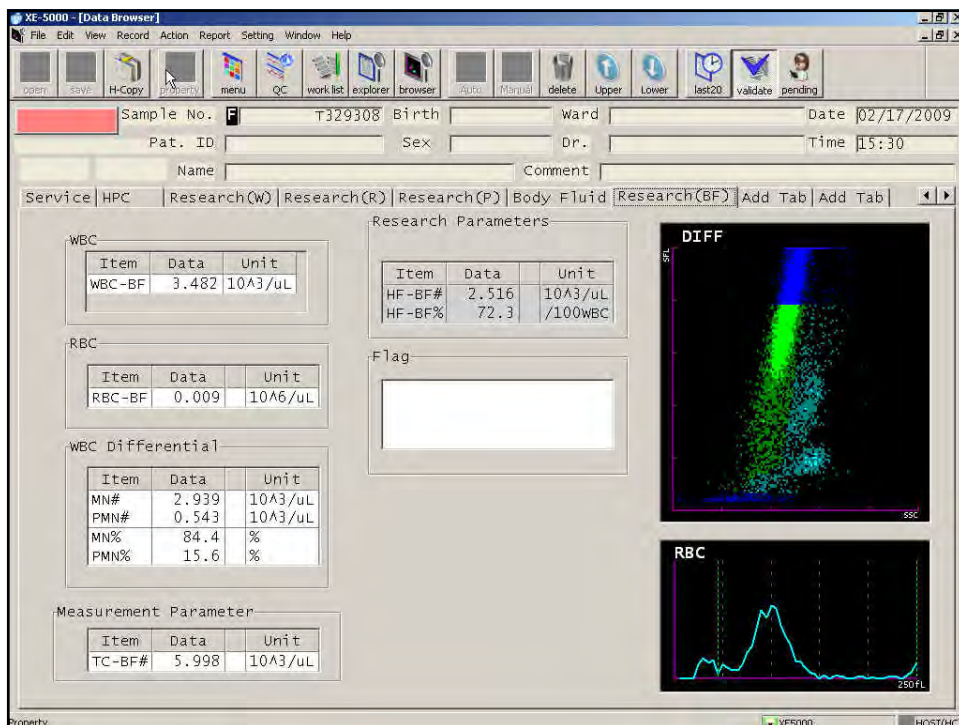 XE-5000 - [Data Browser]
File Edit View Record Action Report Setting Window Help
open save H-Copy property menu QC work list explorer browser Auto Manual delete Upper Lower last20 validate pending
Sample No. F T329308 Birth Ward Date 02/17/2009
Pat. ID Sex Dr. Time 15:30
Name Comment
Service HPC Research(W) Research(R) Research(P) Body Fluid Research(BF) Add Tab Add Tab
WBC
Item Data Unit
WBC-BF 3.482 10^3/uL
RBC
Item Data Unit
RBC-BF 0.009 10^6/uL
WBC Differential
Item Data Unit
MN# 2.939 10^3/uL
PMN# 0.543 10^3/uL
MN% 84.4 %
PMN% 15.6 %
Measurement Parameter
Item Data Unit
TC-BF# 5.998 10^3/uL
Research Parameters
Item Data Unit
HF-BF# 2.516 10^3/uL
HF-BF% 72.3 /100WBC
Flag
DIFF
SFL
SSC
RBC
250fL
Property XE5000 HOST(HC